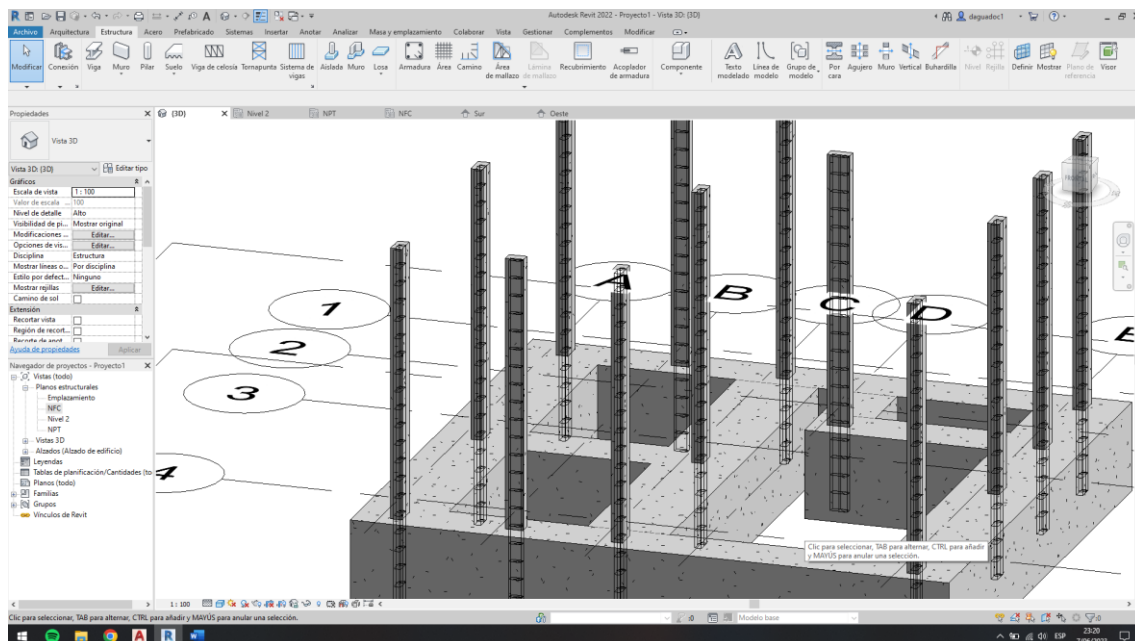 Autodesk Revit 2022 - Proyecto1 - Vista 3D: {3D}
deguadoc1
Archivo Arquitectura Estructura Acero Prefabricado Sistemas Insertar Anotar Analizar Masa y emplazamiento Colaborar Vista Gestionar Complementos Modificar
Modificar Conexión Viga Muro Pilar Suelo Viga de celosía Tornapunta Sistema de vigas Aislada Muro Losa Armadura Área Camino Área de mallazo Lámina de mallazo Recubrimiento Acoplador de armadura Componente Texto modelado Línea de modelo Grupo de modelo Por cara Agujero Muro Vertical Buhardilla Nivel Rejilla Definir Mostrar Plano de referencia Visor
Propiedades
{3D} Nivel 2 NPT NFC Sur Oeste
Vista 3D
Vista 3D: {3D} Editar tipo
Gráficos
Escala de vista 1 : 100
Valor de escala ... 100
Nivel de detalle Alto
Visibilidad de pi... Mostrar original
Modificaciones ... Editar...
Opciones de vis... Editar...
Disciplina Estructura
Mostrar líneas o... Por disciplina
Estilo por defect... Ninguno
Mostrar rejillas Editar...
Camino de sol
Extensión
Recortar vista
Región de recort...
Recorte de anot...
Ayuda de propiedades Aplicar
Navegador de proyectos - Proyecto1
Vistas (todo)
Planos estructurales
Emplazamiento
NFC
Nivel 2
NPT
Vistas 3D
Alzados (Alzado de edificio)
Leyendas
Tablas de planificación/Cantidades (to
Planos (todo)
Familias
Grupos
Vínculos de Revit
A B C D E
1
2
3
4
Clic para seleccionar, TAB para alternar, CTRL para añadir
y MAYÚS para anular una selección.
1 : 100
Clic para seleccionar, TAB para alternar, CTRL para añadir y MAYÚS para anular una selección.
:0 Modelo base
ESP 23:20